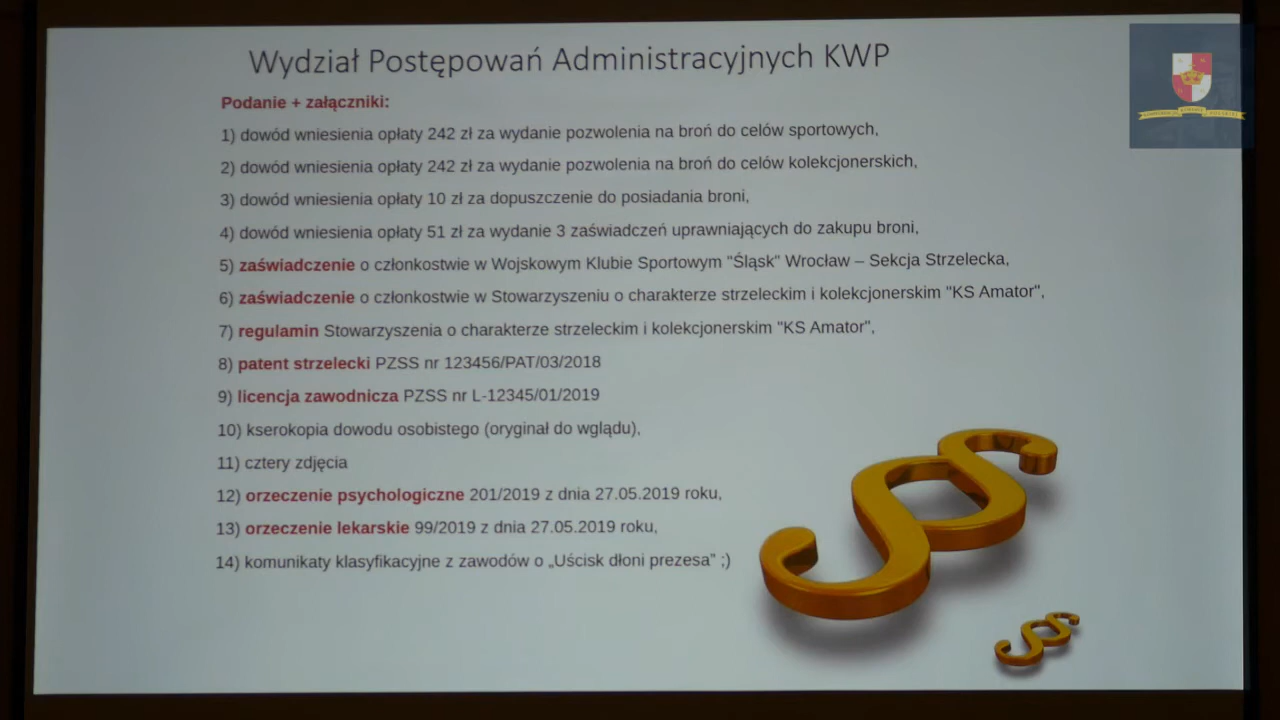 Wydział Postępowań Administracyjnych KWP
Podanie + załączniki:
1) dowód wniesienia opłaty 242 zł za wydanie pozwolenia na broń do celów sportowych,
2) dowód wniesienia opłaty 242 zł za wydanie pozwolenia na broń do celów kolekcjonerskich,
3) dowód wniesienia opłaty 10 zł za dopuszczenie do posiadania broni,
4) dowód wniesienia opłaty 51 zł za wydanie 3 zaświadczeń uprawniających do zakupu broni,
5) zaświadczenie o członkostwie w Wojskowym Klubie Sportowym "Śląsk" Wrocław – Sekcja Strzelecka,
6) zaświadczenie o członkostwie w Stowarzyszeniu o charakterze strzeleckim i kolekcjonerskim "KS Amator",
7) regulamin Stowarzyszenia o charakterze strzeleckim i kolekcjonerskim "KS Amator",
8) patent strzelecki PZSS nr 123456/PAT/03/2018
9) licencja zawodnicza PZSS nr L-12345/01/2019
10) kserokopia dowodu osobistego (oryginał do wglądu),
11) cztery zdjęcia
12) orzeczenie psychologiczne 201/2019 z dnia 27.05.2019 roku,
13) orzeczenie lekarskie 99/2019 z dnia 27.05.2019 roku,
14) komunikaty klasyfikacyjne z zawodów o „Uścisk dłoni prezesa” ;)